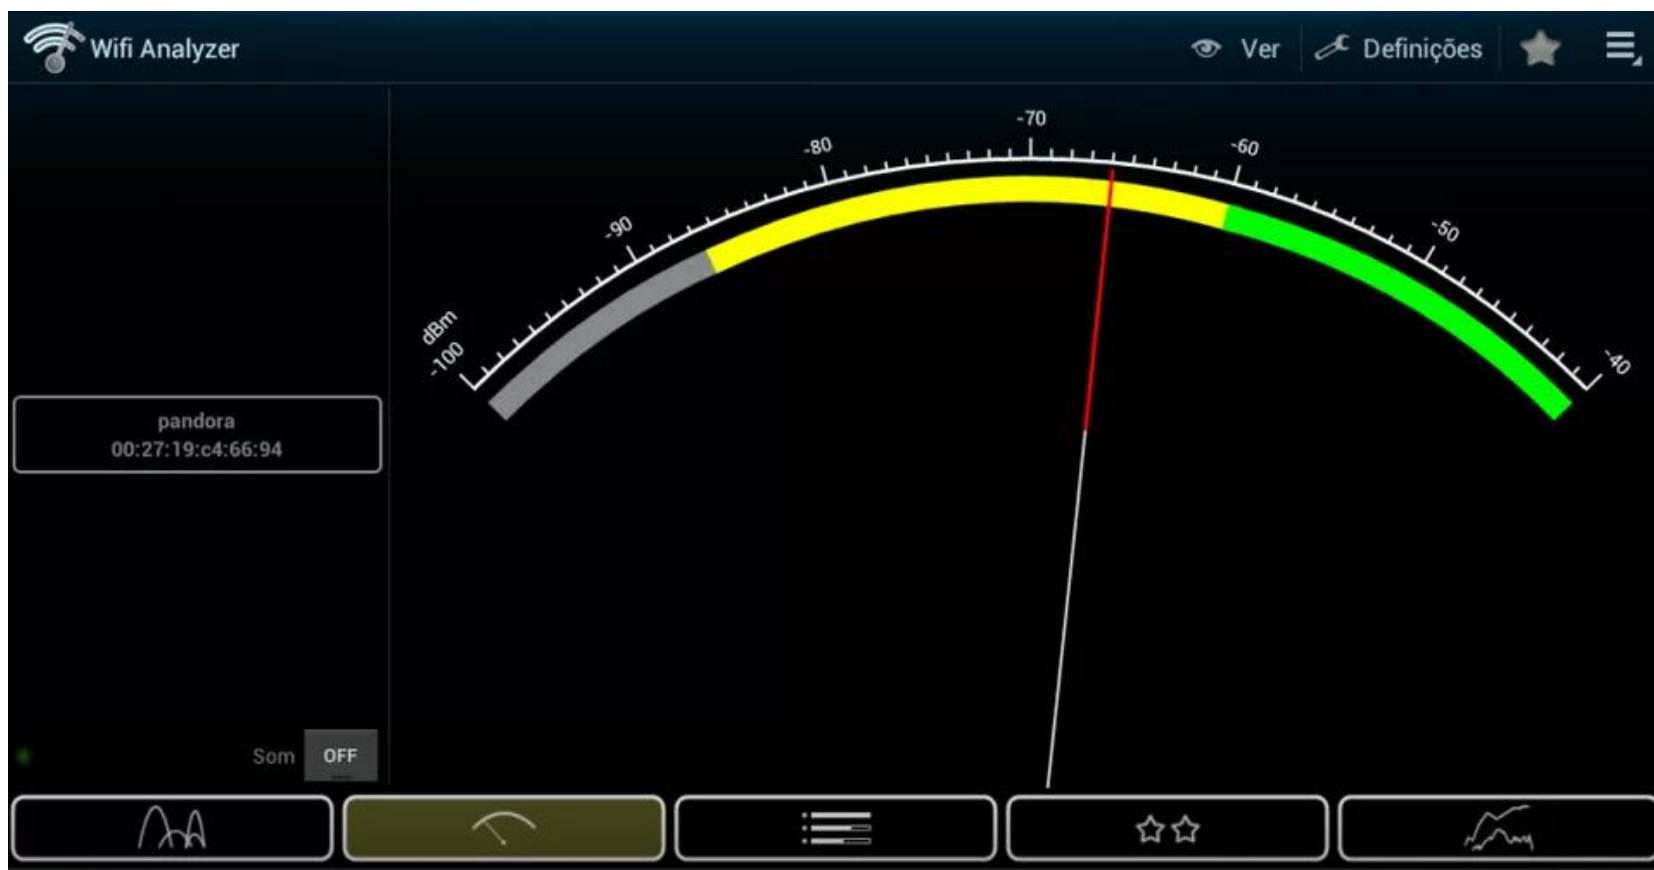 Wifi Analyzer
Ver
Definições
-100
dBm
-90
-80
-70
-60
-50
-40
pandora
00:27:19:c4:66:94
Som
OFF